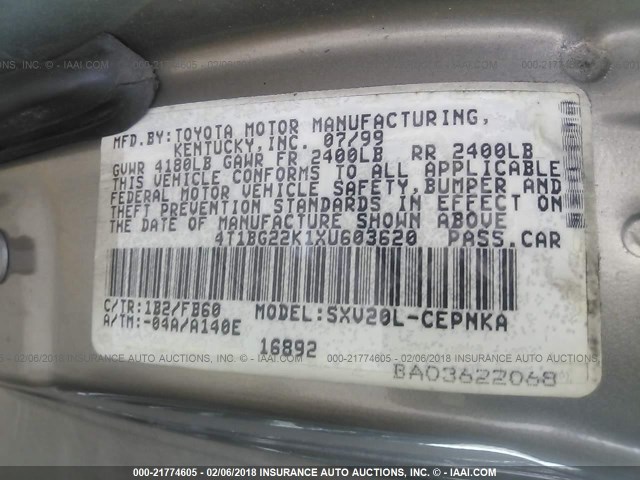 MFD.BY:TOYOTA MOTOR MANUFACTURING,
KENTUCKY,INC. 07/99
GVWR 4180LB GAWR FR 2400LB RR 2400LB
THIS VEHICLE CONFORMS TO ALL APPLICABLE
FEDERAL MOTOR VEHICLE SAFETY,BUMPER AND
THEFT PREVENTION STANDARDS IN EFFECT ON
THE DATE OF MANUFACTURE SHOWN ABOVE
4T1BG22K1XU603620 PASS.CAR
C/TR:1B2/FB60 MODEL:SXV20L-CEPNKA
A/TM:-04A/A140E
16892
BA03622068
000-21774605 - 02/06/2018 INSURANCE AUTO AUCTIONS, INC. - © IAAI.COM